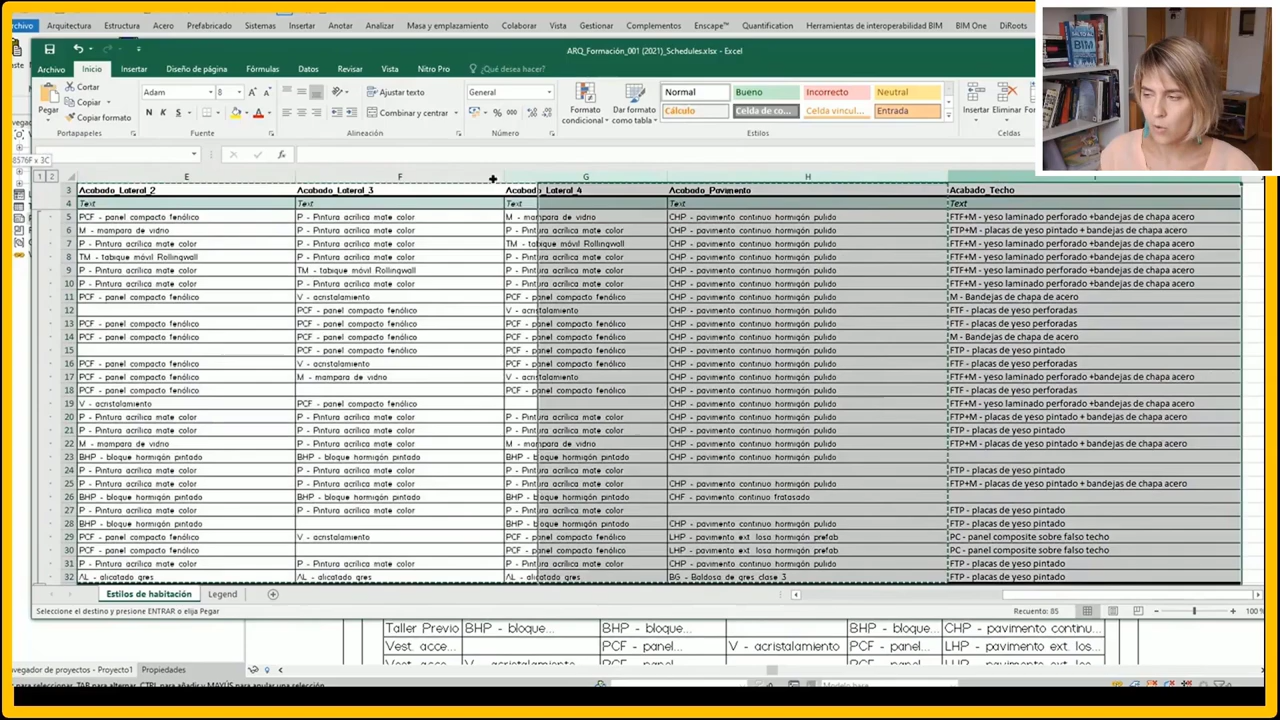 Archivo Arquitectura Estructura Acero Prefabricado Sistemas Insertar Anotar Analizar Masa y emplazamiento Colaborar Vista Gestionar Complementos Enscape™ Quantification Herramientas de interoperabilidad BIM BIM One DiRoots
ARQ_Formación_001 (2021)_Schedules.xlsx - Excel
Archivo Inicio Insertar Diseño de página Fórmulas Datos Revisar Vista Nitro Pro ¿Qué desea hacer?
Cortar
Copiar
Copiar formato
Pegar
Adam 8
N K S
Ajustar texto
Combinar y centrar
General
Formato condicional
Dar formato como tabla
Normal Bueno Incorrecto Neutral
Cálculo Celda de co... Celda vincul... Entrada
Insertar Eliminar For
Portapapeles Fuente Alineación Número Estilos Celdas
8576F x 3C
1 2 E F G H
3 Acabado_Lateral_2 Acabado_Lateral_3 Acabado_Lateral_4 Acabado_Pavimento Acabado_Techo
4 Text Text Text Text Text
5 PCF - panel compacto fenólico P - Pintura acrílica mate color M - mampara de vidrio CHP - pavimento continuo hormigón pulido FTF+M - yeso laminado perforado +bandejas de chapa acero
6 M - mampara de vidrio P - Pintura acrílica mate color P - Pintura acrílica mate color CHP - pavimento continuo hormigón pulido FTP+M - placas de yeso pintado + bandejas de chapa acero
7 P - Pintura acrílica mate color P - Pintura acrílica mate color TM - tabique móvil Rollingwall CHP - pavimento continuo hormigón pulido FTF+M - yeso laminado perforado +bandejas de chapa acero
8 TM - tabique móvil Rollingwall P - Pintura acrílica mate color P - Pintura acrílica mate color CHP - pavimento continuo hormigón pulido FTF+M - yeso laminado perforado +bandejas de chapa acero
9 P - Pintura acrílica mate color TM - tabique móvil Rollingwall P - Pintura acrílica mate color CHP - pavimento continuo hormigón pulido FTF+M - yeso laminado perforado +bandejas de chapa acero
10 P - Pintura acrílica mate color P - Pintura acrílica mate color P - Pintura acrílica mate color CHP - pavimento continuo hormigón pulido FTF+M - yeso laminado perforado +bandejas de chapa acero
11 PCF - panel compacto fenólico V - acristalamiento PCF - panel compacto fenólico CHP - pavimento continuo hormigón pulido M - Bandejas de chapa de acero
12 PCF - panel compacto fenólico V - acristalamiento CHP - pavimento continuo hormigón pulido FTF - placas de yeso perforadas
13 PCF - panel compacto fenólico PCF - panel compacto fenólico PCF - panel compacto fenólico CHP - pavimento continuo hormigón pulido FTF - placas de yeso perforadas
14 PCF - panel compacto fenólico PCF - panel compacto fenólico PCF - panel compacto fenólico CHP - pavimento continuo hormigón pulido M - Bandejas de chapa de acero
15 PCF - panel compacto fenólico PCF - panel compacto fenólico CHP - pavimento continuo hormigón pulido FTP - placas de yeso pintado
16 PCF - panel compacto fenólico V - acristalamiento PCF - panel compacto fenólico CHP - pavimento continuo hormigón pulido FTF - placas de yeso perforadas
17 PCF - panel compacto fenólico M - mampara de vidrio V - acristalamiento CHP - pavimento continuo hormigón pulido FTF+M - yeso laminado perforado +bandejas de chapa acero
18 PCF - panel compacto fenólico PCF - panel compacto fenólico CHP - pavimento continuo hormigón pulido FTF - placas de yeso perforadas
19 V - acristalamiento PCF - panel compacto fenólico CHP - pavimento continuo hormigón pulido FTF+M - yeso laminado perforado +bandejas de chapa acero
20 P - Pintura acrílica mate color P - Pintura acrílica mate color P - Pintura acrílica mate color CHP - pavimento continuo hormigón pulido FTP+M - placas de yeso pintado + bandejas de chapa acero
21 P - Pintura acrílica mate color P - Pintura acrílica mate color P - Pintura acrílica mate color CHP - pavimento continuo hormigón pulido FTP - placas de yeso pintado
22 M - mampara de vidrio P - Pintura acrílica mate color M - mampara de vidrio CHP - pavimento continuo hormigón pulido FTP+M - placas de yeso pintado + bandejas de chapa acero
23 BHP - bloque hormigón pintado BHP - bloque hormigón pintado BHP - bloque hormigón pintado CHP - pavimento continuo hormigón pulido
24 P - Pintura acrílica mate color P - Pintura acrílica mate color P - Pintura acrílica mate color FTP - placas de yeso pintado
25 P - Pintura acrílica mate color P - Pintura acrílica mate color P - Pintura acrílica mate color CHP - pavimento continuo hormigón pulido FTP+M - placas de yeso pintado + bandejas de chapa acero
26 BHP - bloque hormigón pintado BHP - bloque hormigón pintado BHP - bloque hormigón pintado CHF - pavimento continuo fratasado
27 P - Pintura acrílica mate color P - Pintura acrílica mate color P - Pintura acrílica mate color FTP - placas de yeso pintado
28 BHP - bloque hormigón pintado BHP - bloque hormigón pintado CHP - pavimento continuo hormigón pulido FTP - placas de yeso pintado
29 PCF - panel compacto fenólico V - acristalamiento PCF - panel compacto fenólico LHP - pavimento ext. losa hormigón prefab PC - panel composite sobre falso techo
30 PCF - panel compacto fenólico PCF - panel compacto fenólico LHP - pavimento ext. losa hormigón prefab PC - panel composite sobre falso techo
31 P - Pintura acrílica mate color P - Pintura acrílica mate color P - Pintura acrílica mate color CHP - pavimento continuo hormigón pulido FTP - placas de yeso pintado
32 AL - alicatado gres AL - alicatado gres AL - alicatado gres BG - Baldosa de gres clase 3 FTP - placas de yeso pintado
Estilos de habitación Legend
Seleccione el destino y presione ENTRAR o elija Pegar Recuento: 85 100 %
Taller Previo BHP - bloque... BHP - bloque... BHP - bloque... CHP - pavimento continu...
Vest. acce... PCF - panel... V - acristalamiento PCF - panel... LHP - pavimento ext. los...
vegador de proyectos - Proyecto1 Propiedades